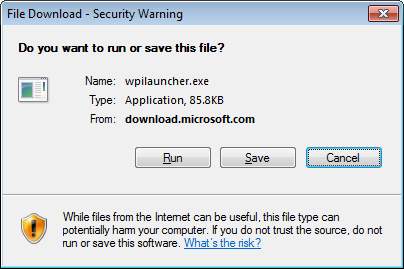 File Download - Security Warning
Do you want to run or save this file?
Name: wpilauncher.exe
Type: Application, 85.8KB
From: download.microsoft.com
Run Save Cancel
While files from the Internet can be useful, this file type can
potentially harm your computer. If you do not trust the source, do not
run or save this software. What's the risk?